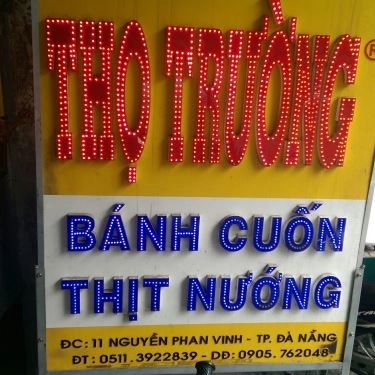 THỌ TRƯỜNG ®
BÁNH CUỐN
THỊT NƯỚNG
ĐC: 11 NGUYỄN PHAN VINH - TP. ĐÀ NẴNG
ĐT: 0511.3922839 - DĐ: 0905.762048